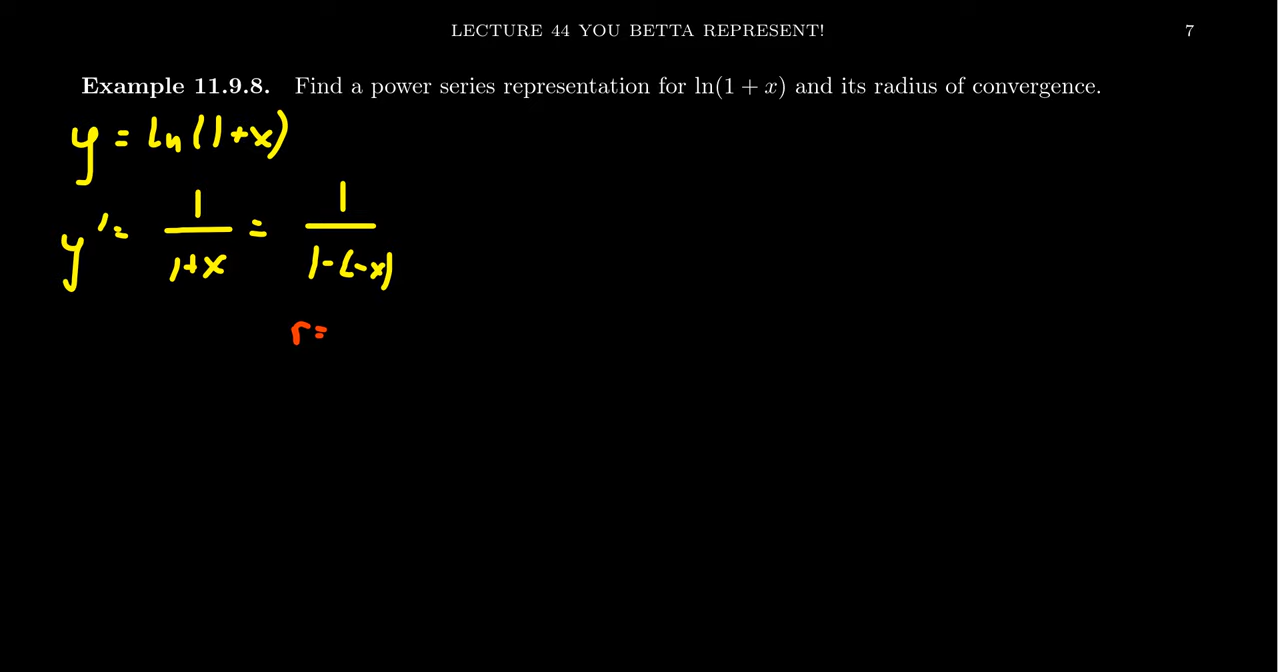 LECTURE 44 YOU BETTA REPRESENT! 7
Example 11.9.8. Find a power series representation for ln(1 + x) and its radius of convergence.
y = ln(1+x)
y' = 1/(1+x) = 1/(1-(-x))
r=